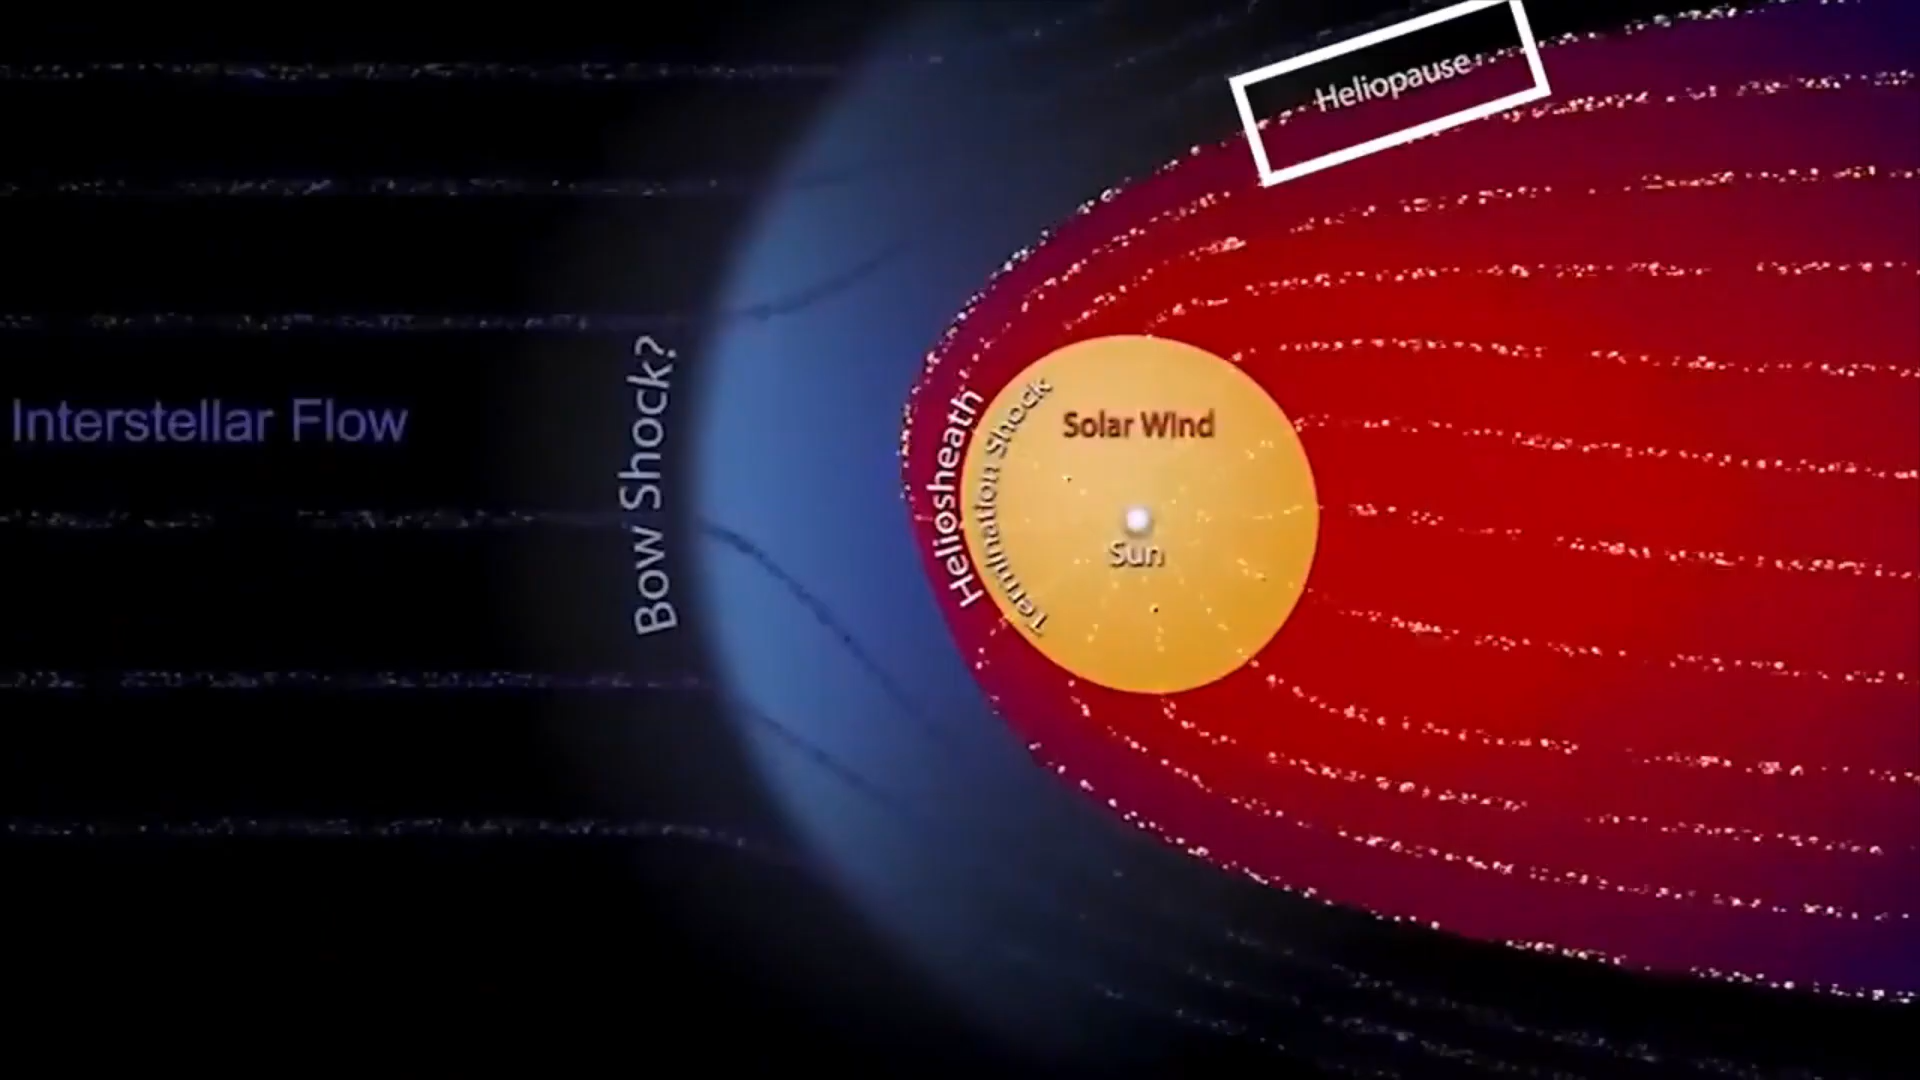 Heliopause
Interstellar Flow
Bow Shock?
Heliosheath
Termination Shock
Solar Wind
Sun